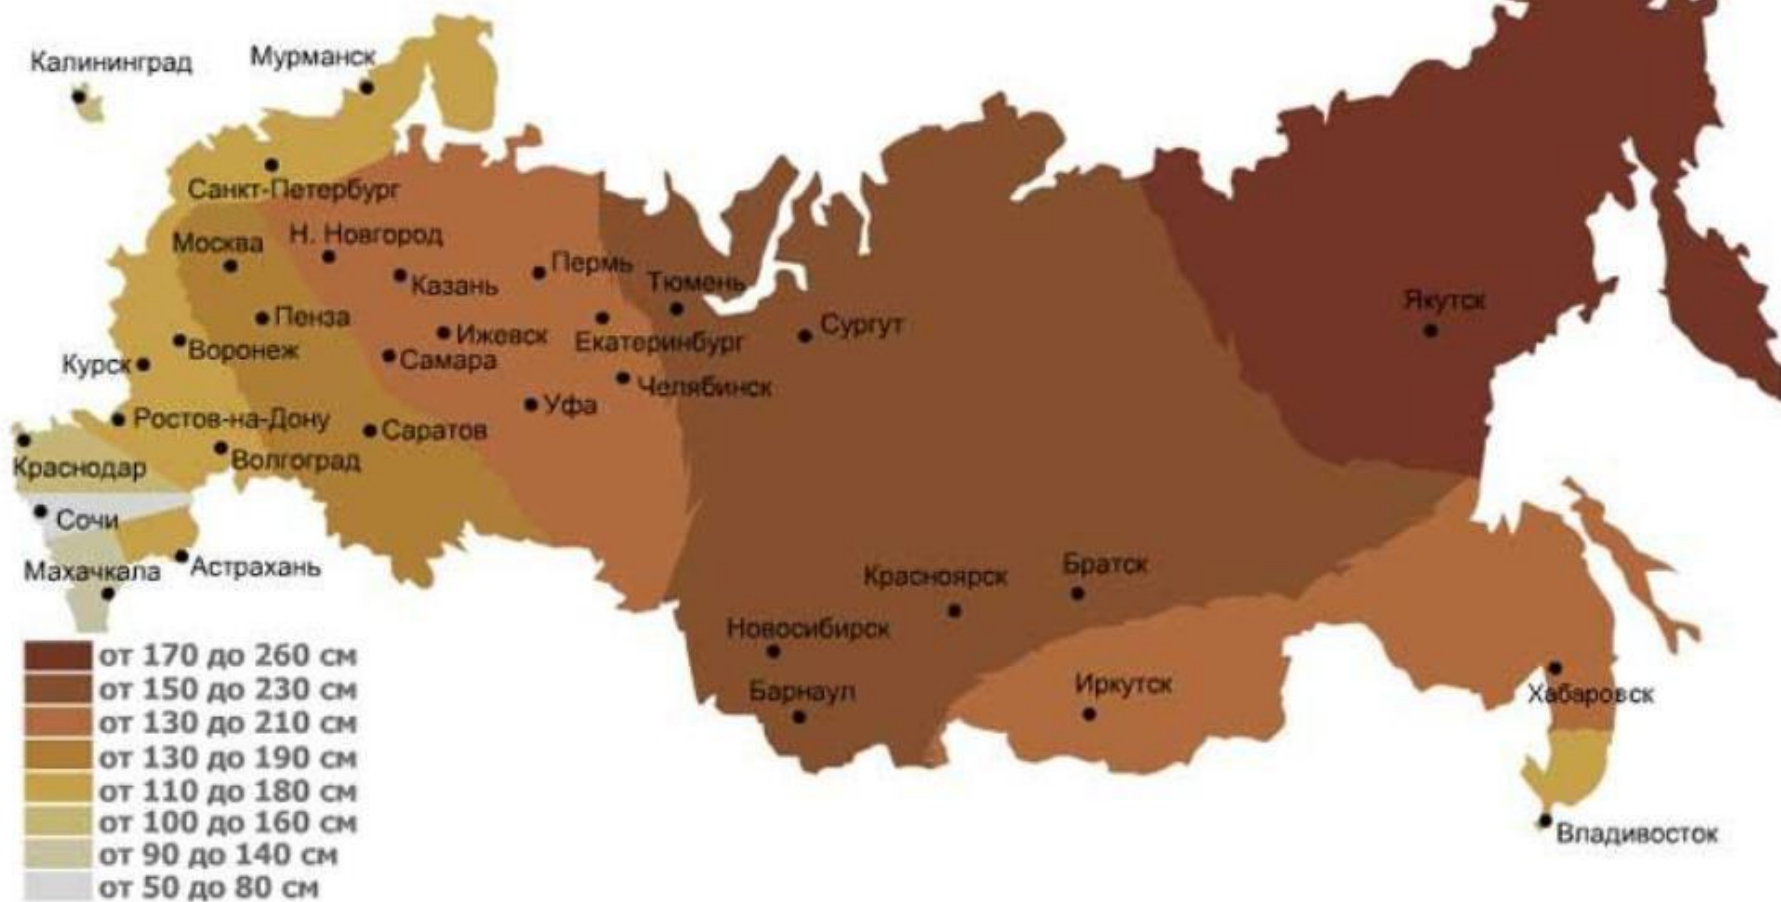 Калининград
Мурманск
Санкт-Петербург
Москва
Н. Новгород
Казань
Пермь
Тюмень
Пенза
Ижевск
Екатеринбург
Сургут
Якутск
Воронеж
Курск
Самара
Челябинск
Уфа
Ростов-на-Дону
Саратов
Волгоград
Краснодар
Сочи
Махачкала
Астрахань
Красноярск
Братск
Новосибирск
Барнаул
Иркутск
Хабаровск
Владивосток
от 170 до 260 см
от 150 до 230 см
от 130 до 210 см
от 130 до 190 см
от 110 до 180 см
от 100 до 160 см
от 90 до 140 см
от 50 до 80 см